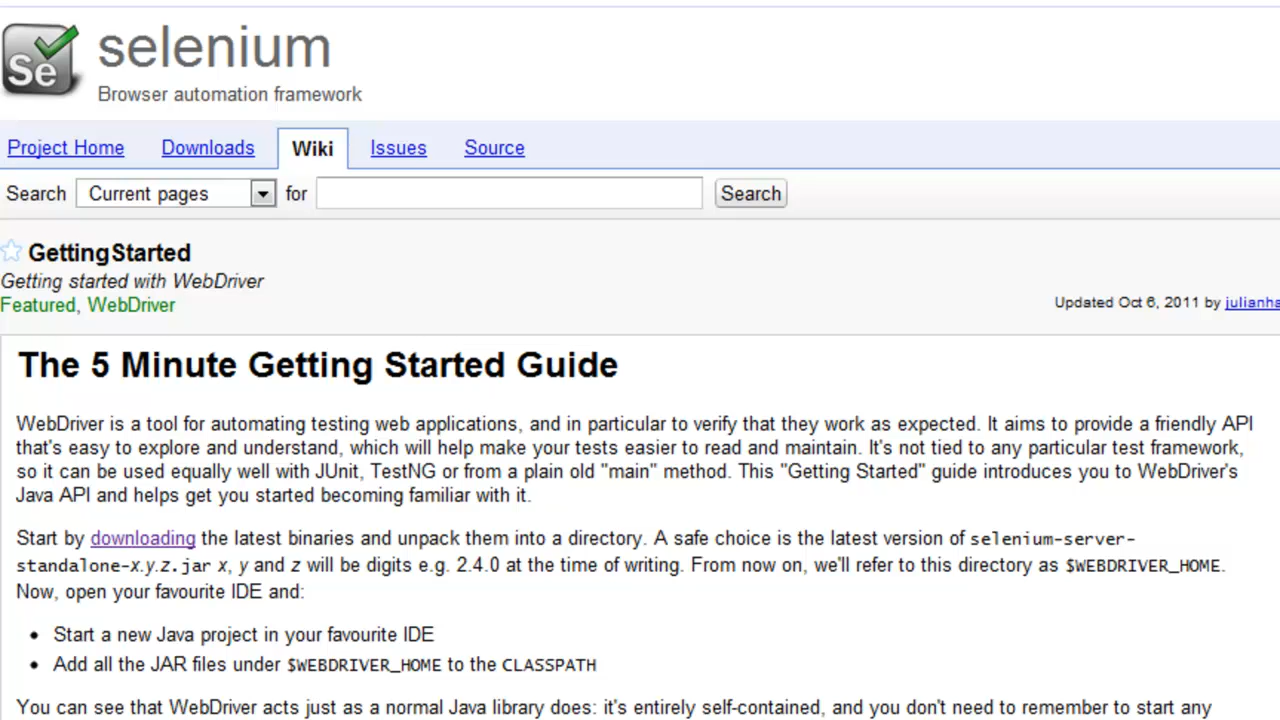 Se
selenium
Browser automation framework
Project Home Downloads Wiki Issues Source
Search Current pages for Search
GettingStarted
Getting started with WebDriver
Featured, WebDriver
Updated Oct 6, 2011 by julianha
The 5 Minute Getting Started Guide
WebDriver is a tool for automating testing web applications, and in particular to verify that they work as expected. It aims to provide a friendly API
that's easy to explore and understand, which will help make your tests easier to read and maintain. It's not tied to any particular test framework,
so it can be used equally well with JUnit, TestNG or from a plain old "main" method. This "Getting Started" guide introduces you to WebDriver's
Java API and helps get you started becoming familiar with it.
Start by downloading the latest binaries and unpack them into a directory. A safe choice is the latest version of selenium-server-
standalone-x.y.z.jar x, y and z will be digits e.g. 2.4.0 at the time of writing. From now on, we'll refer to this directory as $WEBDRIVER_HOME.
Now, open your favourite IDE and:
• Start a new Java project in your favourite IDE
• Add all the JAR files under $WEBDRIVER_HOME to the CLASSPATH
You can see that WebDriver acts just as a normal Java library does: it's entirely self-contained, and you don't need to remember to start any